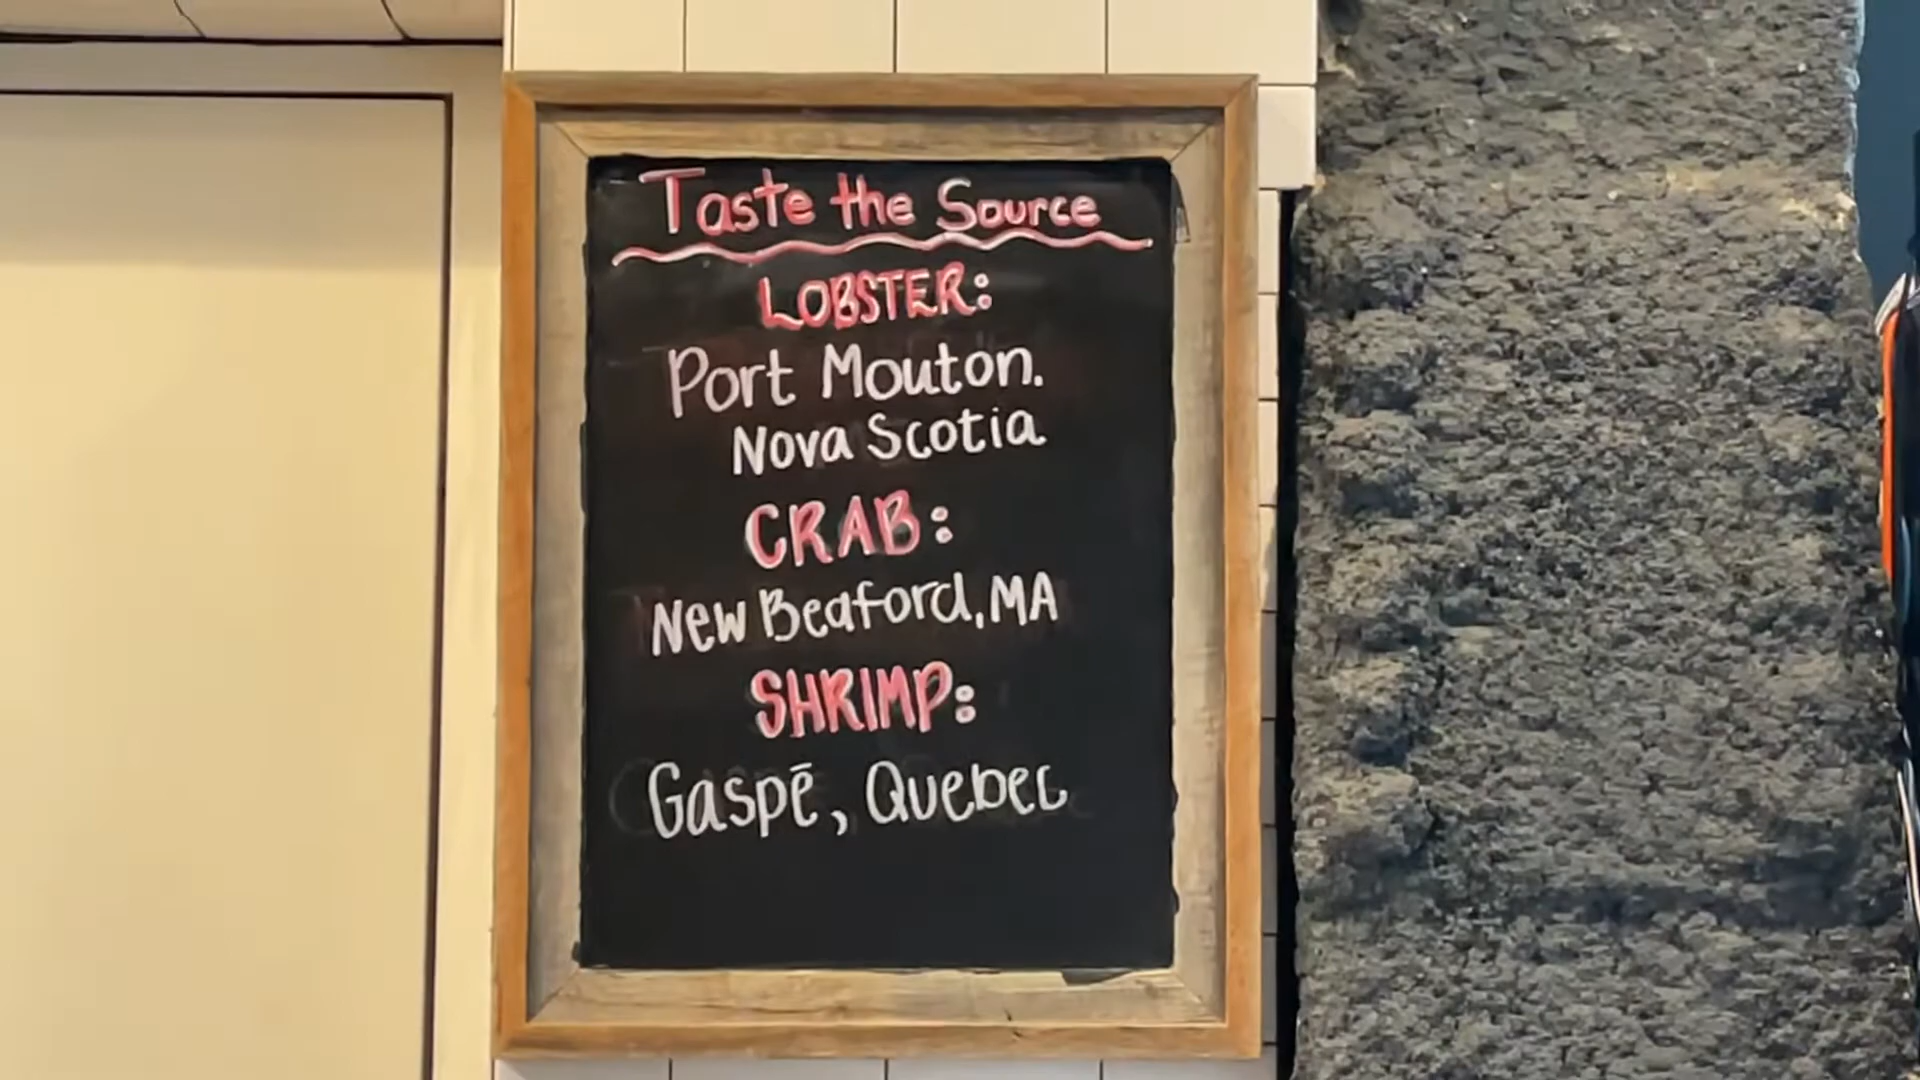 Taste the Source
LOBSTER:
Port Mouton.
Nova Scotia
CRAB:
New Beaford, MA
SHRIMP:
Gaspē, Quebec